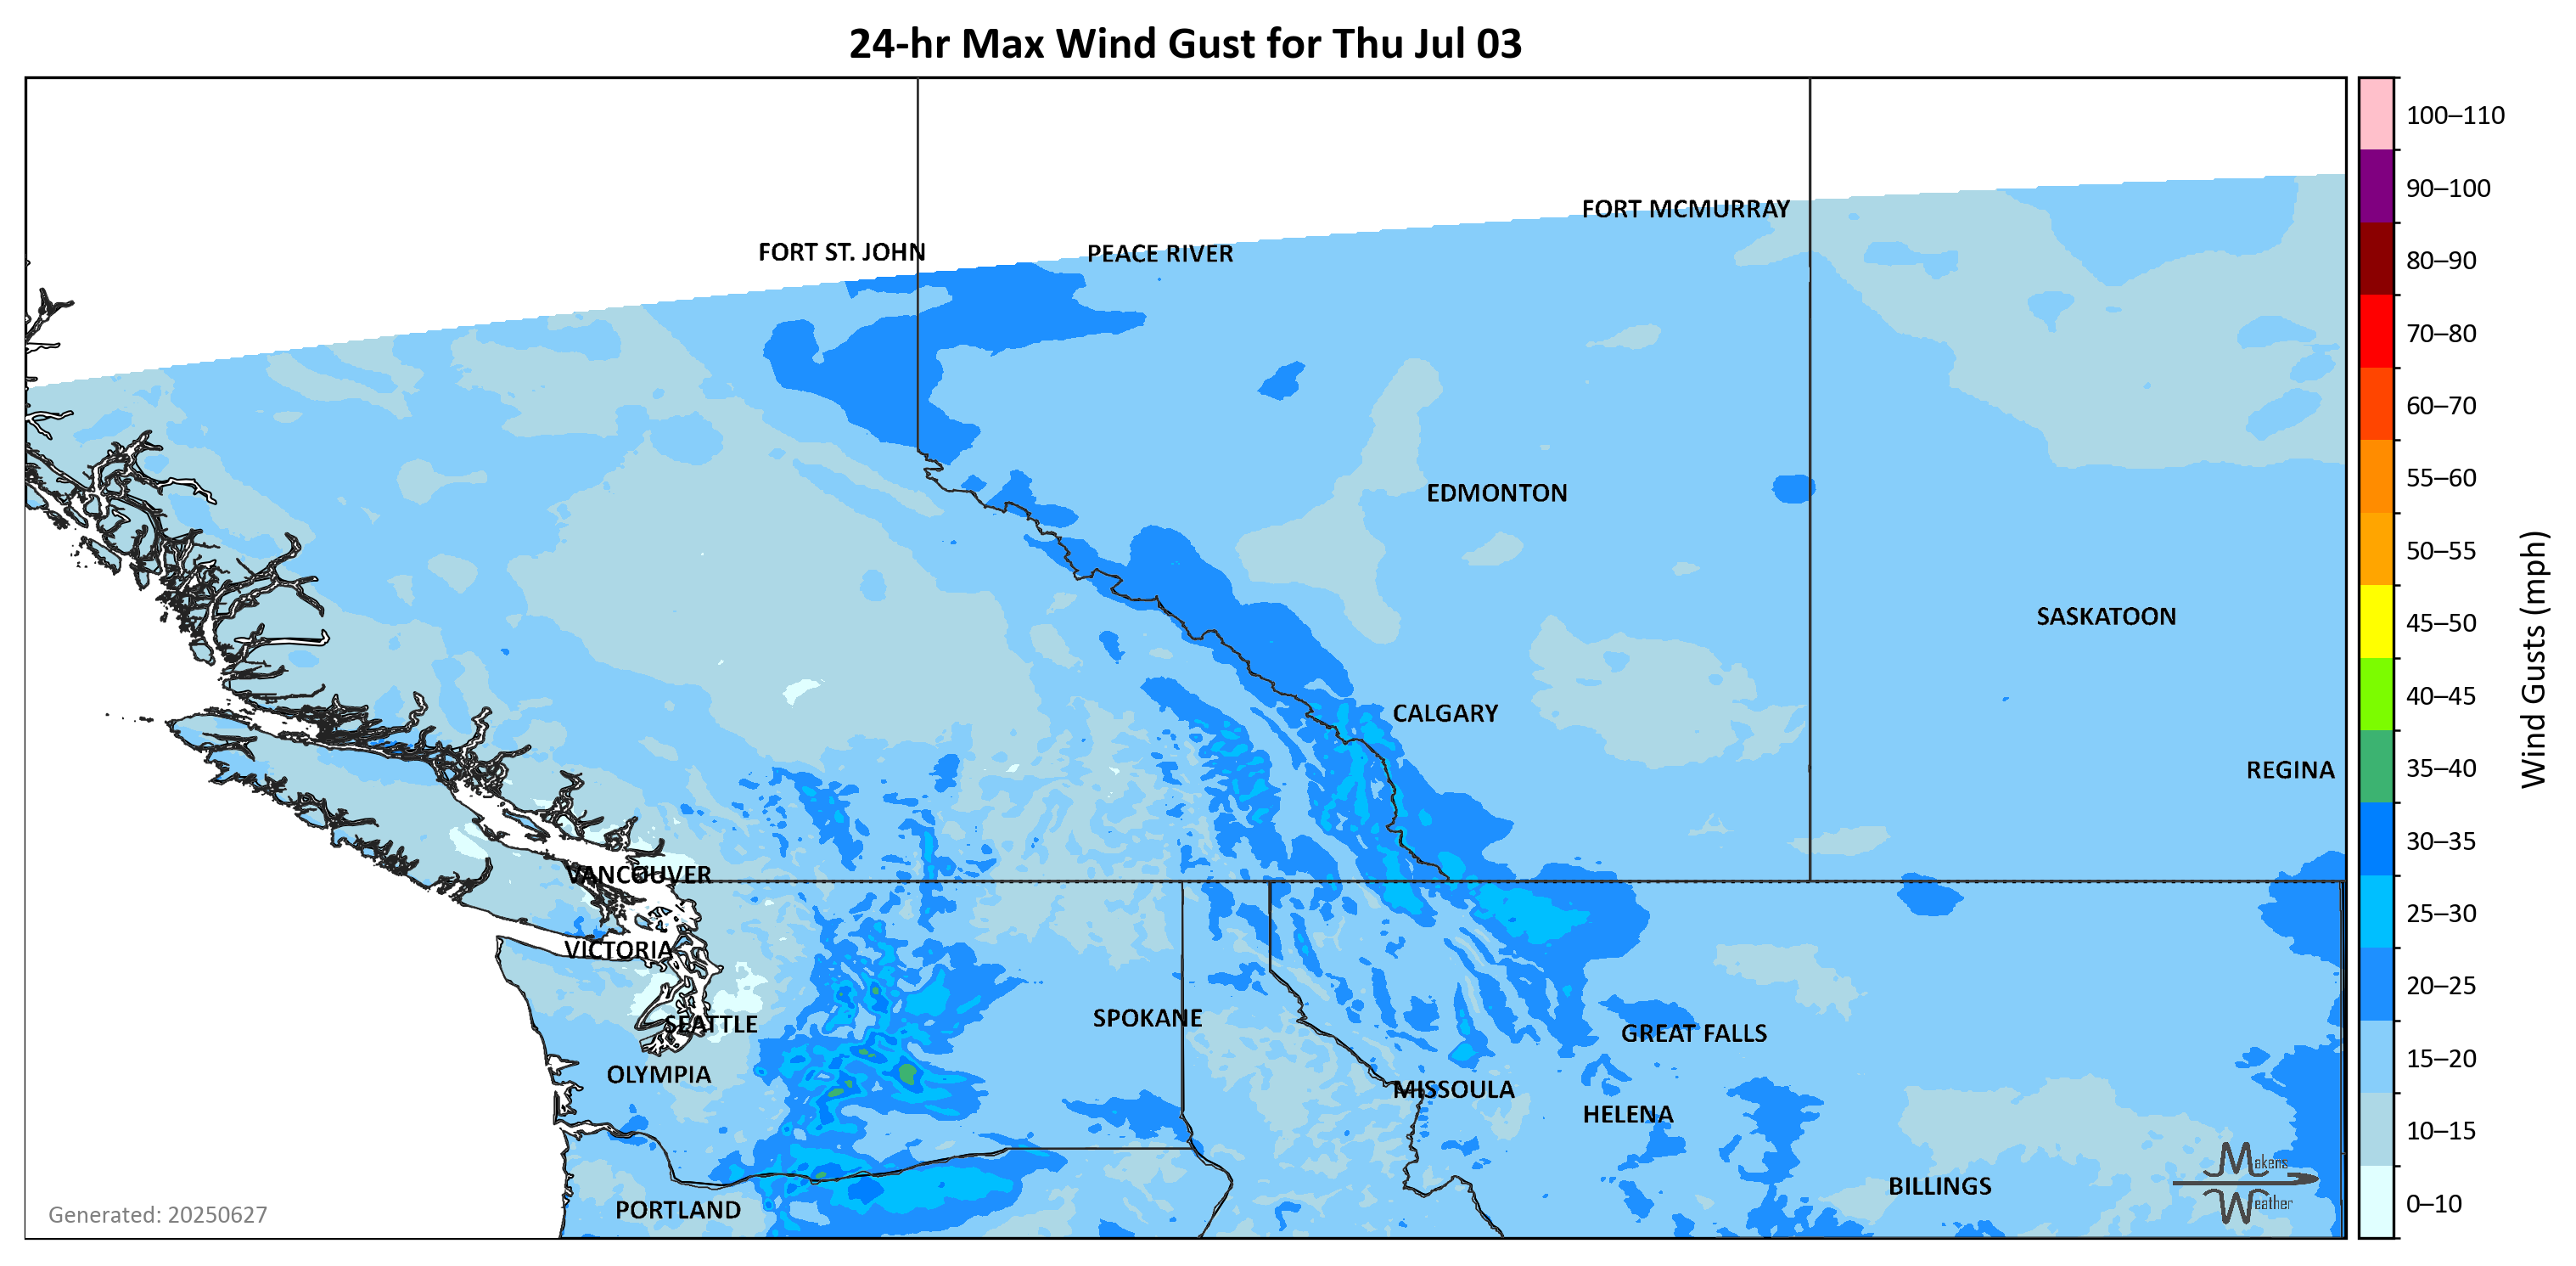 24-hr Max Wind Gust for Thu Jul 03
100–110
FORT MCMURRAY
90–100
FORT ST. JOHN
PEACE RIVER
80–90
70–80
60–70
55–60
EDMONTON
50–55
SASKATOON
45–50
Wind Gusts (mph)
CALGARY
40–45
REGINA
35–40
30–35
VANCOUVER
25–30
VICTORIA
20–25
SPOKANE
SEATTLE
GREAT FALLS
15–20
OLYMPIA
MISSOULA
HELENA
10–15
Makens
Weather
BILLINGS
PORTLAND
0–10
Generated: 20250627